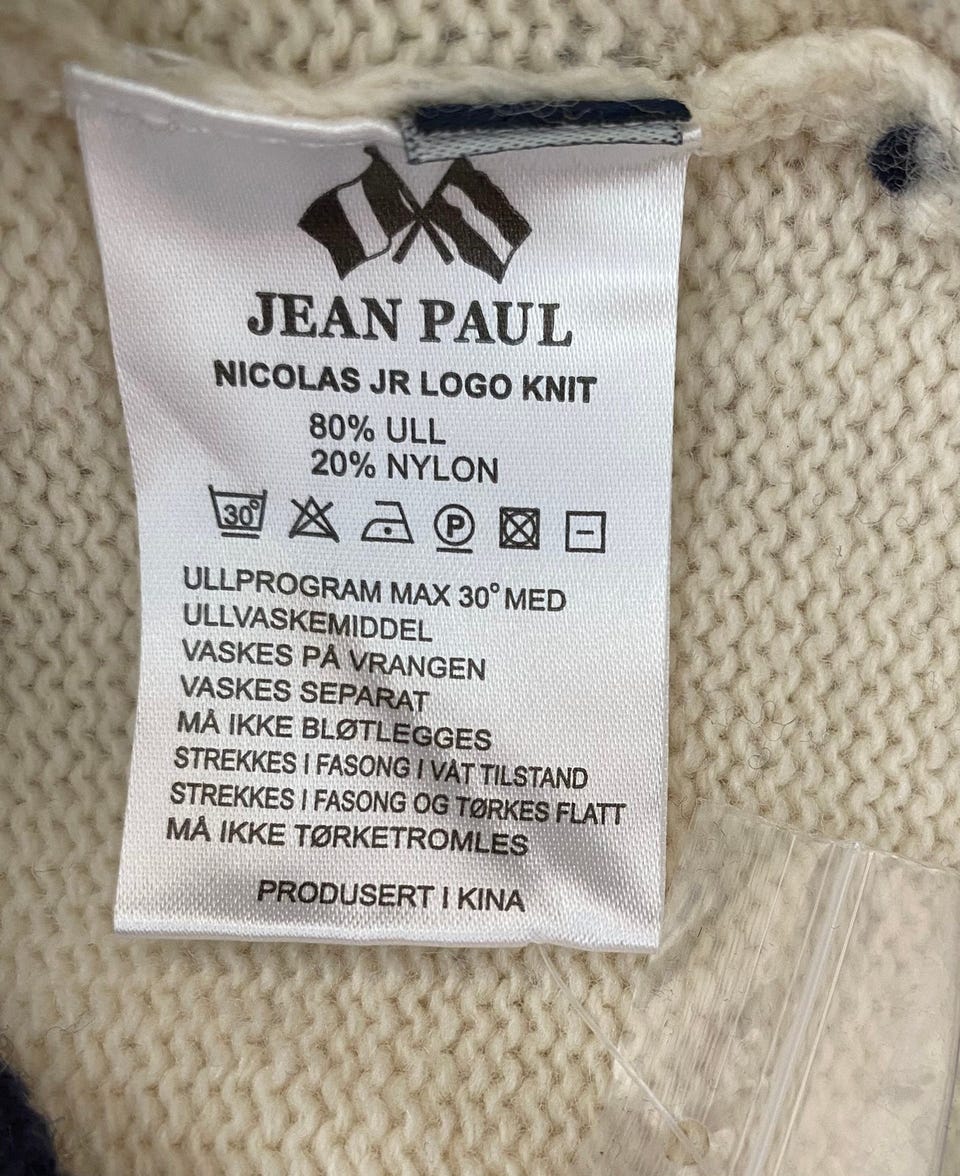 JEAN PAUL
NICOLAS JR LOGO KNIT
80% ULL
20% NYLON
30° P
ULLPROGRAM MAX 30° MED
ULLVASKEMIDDEL
VASKES PÅ VRANGEN
VASKES SEPARAT
MÅ IKKE BLØTLEGGES
STREKKES I FASONG I VÅT TILSTAND
STREKKES I FASONG OG TØRKES FLATT
MÅ IKKE TØRKETROMLES
PRODUSERT I KINA